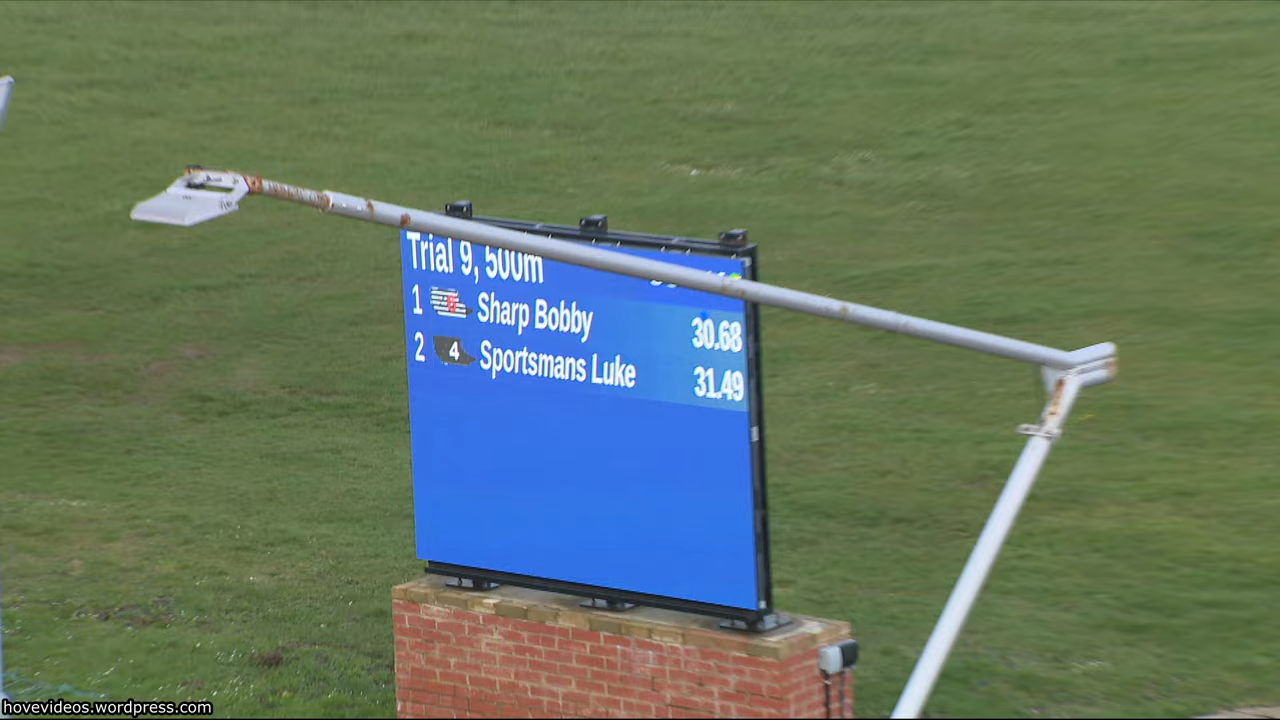 Trial 9, 500m
1 Sharp Bobby 30.68
2 4 Sportsmans Luke 31.49
hovevideos.wordpress.com